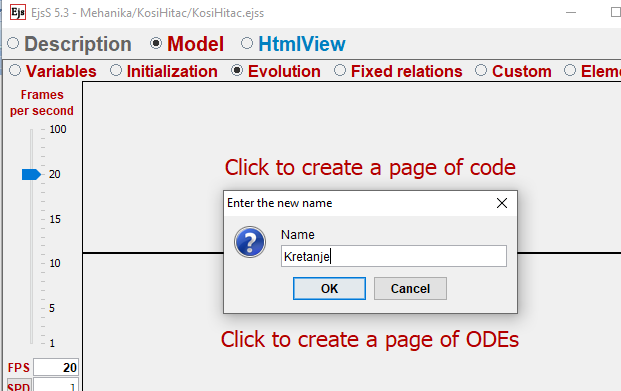 EjsS 5.3 - Mehanika/KosiHitac/KosiHitac.ejss
Description Model HtmlView
Variables Initialization Evolution Fixed relations Custom Eleme
Frames
per second
100
20
15
10
5
1
FPS 20
SPD 1
Click to create a page of code
Enter the new name
Name
Kretanje
OK Cancel
Click to create a page of ODEs